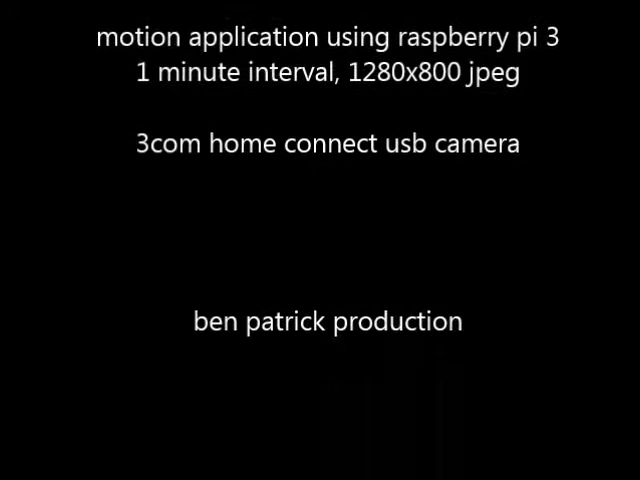 motion application using raspberry pi 3
1 minute interval, 1280x800 jpeg
3com home connect usb camera
ben patrick production